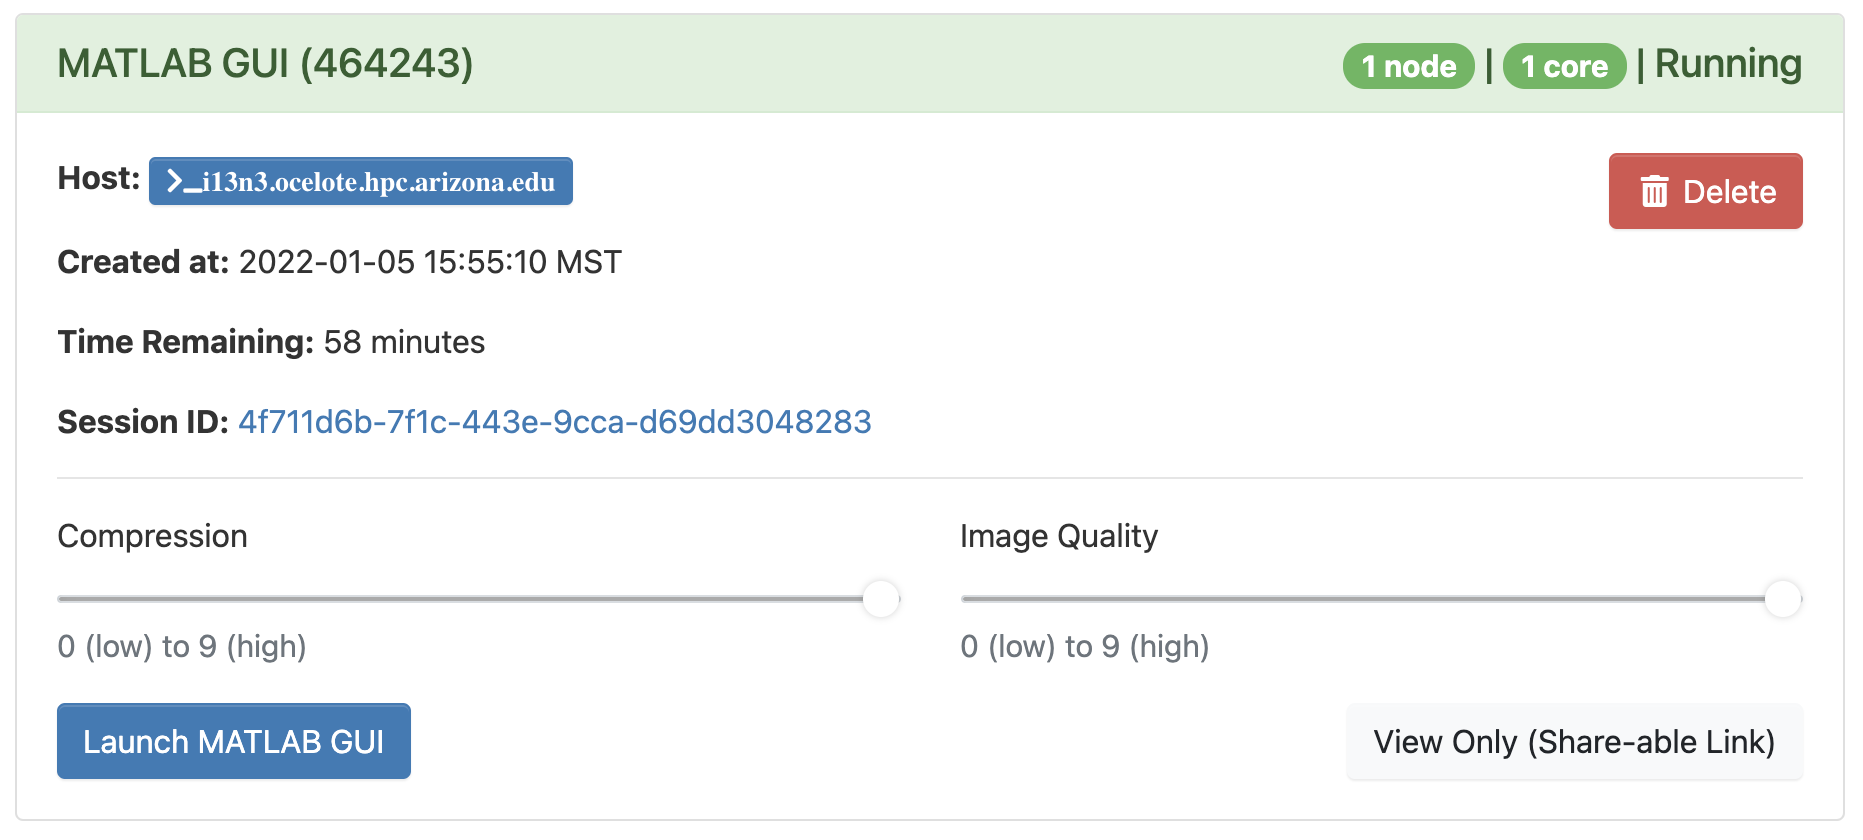 MATLAB GUI (464243) 1 node | 1 core | Running
Host: >_i13n3.ocelote.hpc.arizona.edu Delete
Created at: 2022-01-05 15:55:10 MST
Time Remaining: 58 minutes
Session ID: 4f711d6b-7f1c-443e-9cca-d69dd3048283
Compression Image Quality
0 (low) to 9 (high) 0 (low) to 9 (high)
Launch MATLAB GUI View Only (Share-able Link)